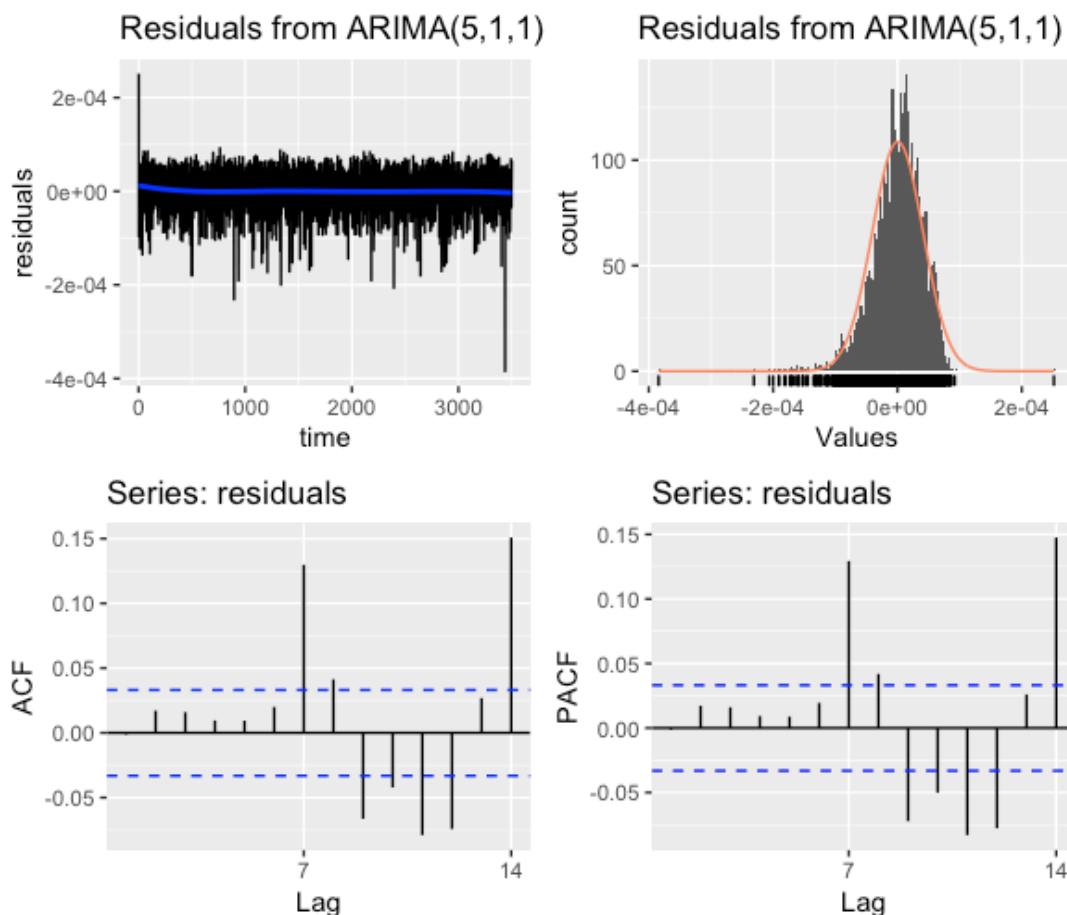 Residuals from ARIMA(5,1,1)
residuals
2e-04
0e+00
-2e-04
-4e-04
0
1000
2000
3000
time
Residuals from ARIMA(5,1,1)
count
100
50
0
-4e-04
-2e-04
0e+00
2e-04
Values
Series: residuals
ACF
0.15
0.10
0.05
0.00
-0.05
7
14
Lag
Series: residuals
PACF
0.15
0.10
0.05
0.00
-0.05
7
14
Lag